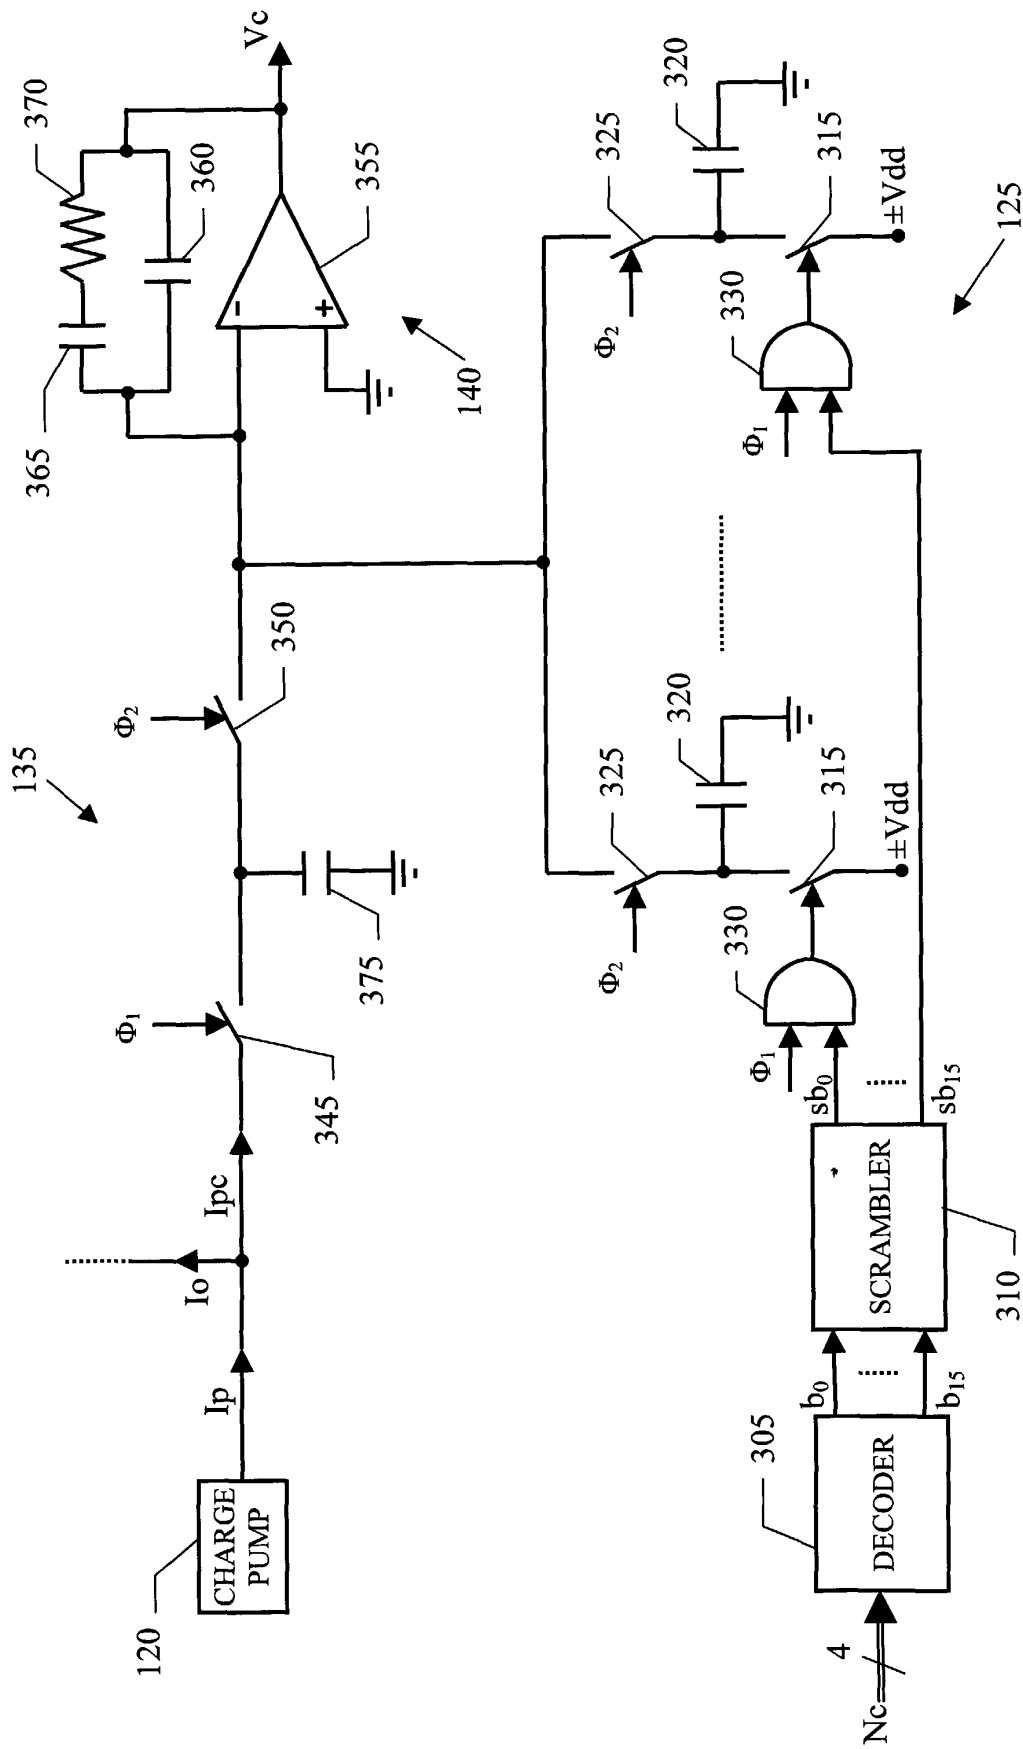 135
140
125
120
CHARGE
PUMP
Ip
Io
Ipc
Φ1
345
375
Φ2
350
365
370
360
-
+
355
Vc
Nc
4
305
DECODER
b0
b15
310
SCRAMBLER
sb0
sb15
Φ1
330
Φ2
325
320
315
±Vdd
Φ1
330
Φ2
325
320
315
±Vdd